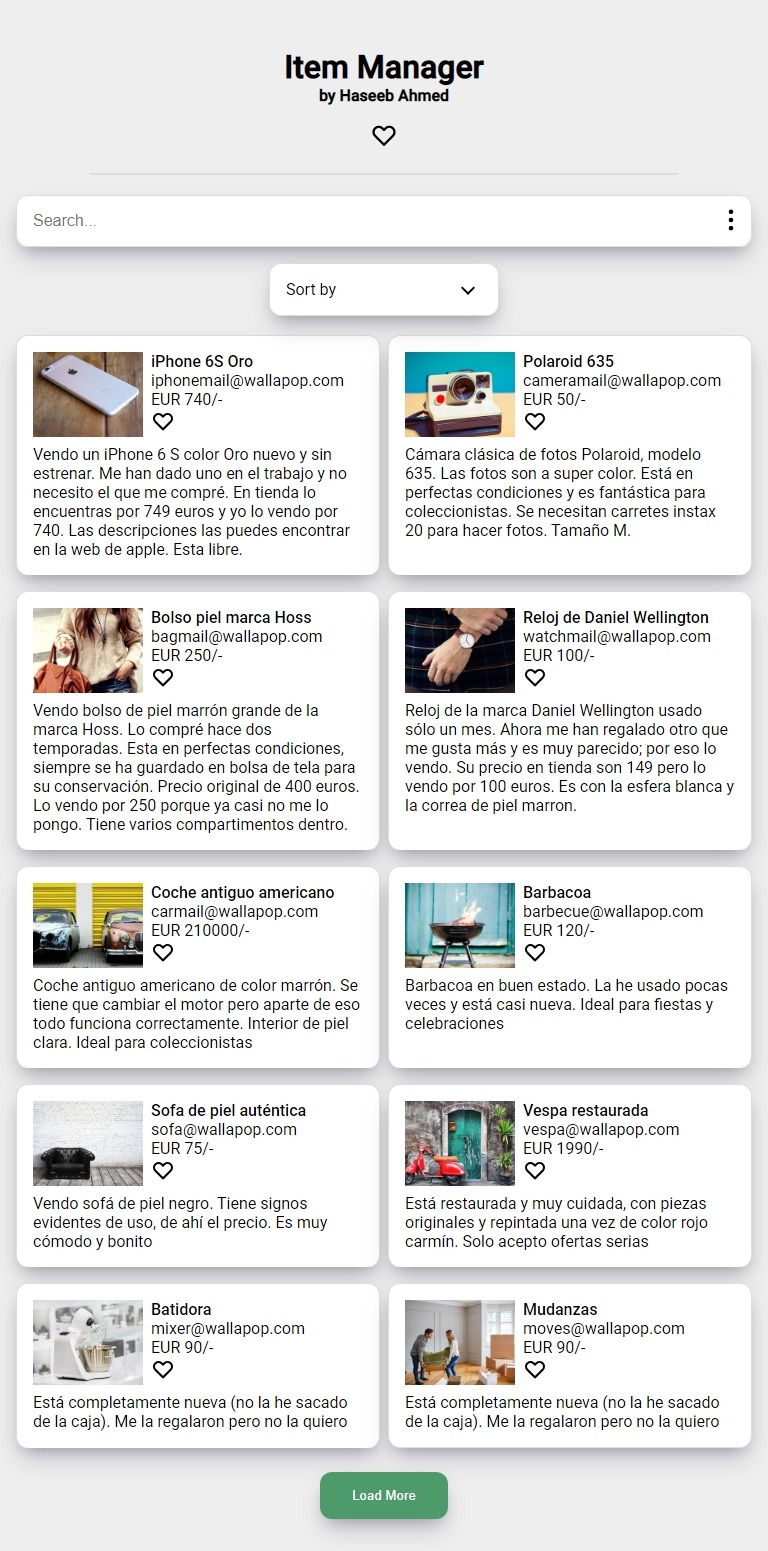 Item Manager
by Haseeb Ahmed
Search...
Sort by
iPhone 6S Oro
iphonemail@wallapop.com
EUR 740/-
Vendo un iPhone 6 S color Oro nuevo y sin
estrenar. Me han dado uno en el trabajo y no
necesito el que me compré. En tienda lo
encuentras por 749 euros y yo lo vendo por
740. Las descripciones las puedes encontrar
en la web de apple. Esta libre.
Polaroid 635
cameramail@wallapop.com
EUR 50/-
Cámara clásica de fotos Polaroid, modelo
635. Las fotos son a super color. Está en
perfectas condiciones y es fantástica para
coleccionistas. Se necesitan carretes instax
20 para hacer fotos. Tamaño M.
Bolso piel marca Hoss
bagmail@wallapop.com
EUR 250/-
Vendo bolso de piel marrón grande de la
marca Hoss. Lo compré hace dos
temporadas. Esta en perfectas condiciones,
siempre se ha guardado en bolsa de tela para
su conservación. Precio original de 400 euros.
Lo vendo por 250 porque ya casi no me lo
pongo. Tiene varios compartimentos dentro.
Reloj de Daniel Wellington
watchmail@wallapop.com
EUR 100/-
Reloj de la marca Daniel Wellington usado
sólo un mes. Ahora me han regalado otro que
me gusta más y es muy parecido; por eso lo
vendo. Su precio en tienda son 149 pero lo
vendo por 100 euros. Es con la esfera blanca y
la correa de piel marron.
Coche antiguo americano
carmail@wallapop.com
EUR 210000/-
Coche antiguo americano de color marrón. Se
tiene que cambiar el motor pero aparte de eso
todo funciona correctamente. Interior de piel
clara. Ideal para coleccionistas
Barbacoa
barbecue@wallapop.com
EUR 120/-
Barbacoa en buen estado. La he usado pocas
veces y está casi nueva. Ideal para fiestas y
celebraciones
Sofa de piel auténtica
sofa@wallapop.com
EUR 75/-
Vendo sofá de piel negro. Tiene signos
evidentes de uso, de ahí el precio. Es muy
cómodo y bonito
Vespa restaurada
vespa@wallapop.com
EUR 1990/-
Está restaurada y muy cuidada, con piezas
originales y repintada una vez de color rojo
carmín. Solo acepto ofertas serias
Batidora
mixer@wallapop.com
EUR 90/-
Está completamente nueva (no la he sacado
de la caja). Me la regalaron pero no la quiero
Mudanzas
moves@wallapop.com
EUR 90/-
Está completamente nueva (no la he sacado
de la caja). Me la regalaron pero no la quiero
Load More